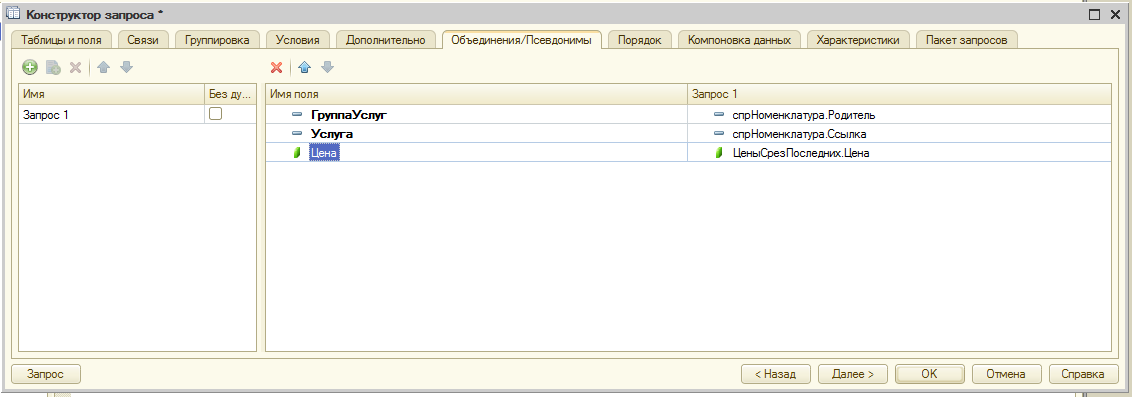 Конструктор запроса *
Таблицы и поля Связи Группировка Условия Дополнительно Объединения/Псевдонимы Порядок Компоновка данных Характеристики Пакет запросов
Имя Без ду... Имя поля Запрос 1
Запрос 1 ГруппаУслуг спрНоменклатура.Родитель
Услуга спрНоменклатура.Ссылка
Цена ЦеныСрезПоследних.Цена
Запрос < Назад Далее > OK Отмена Справка